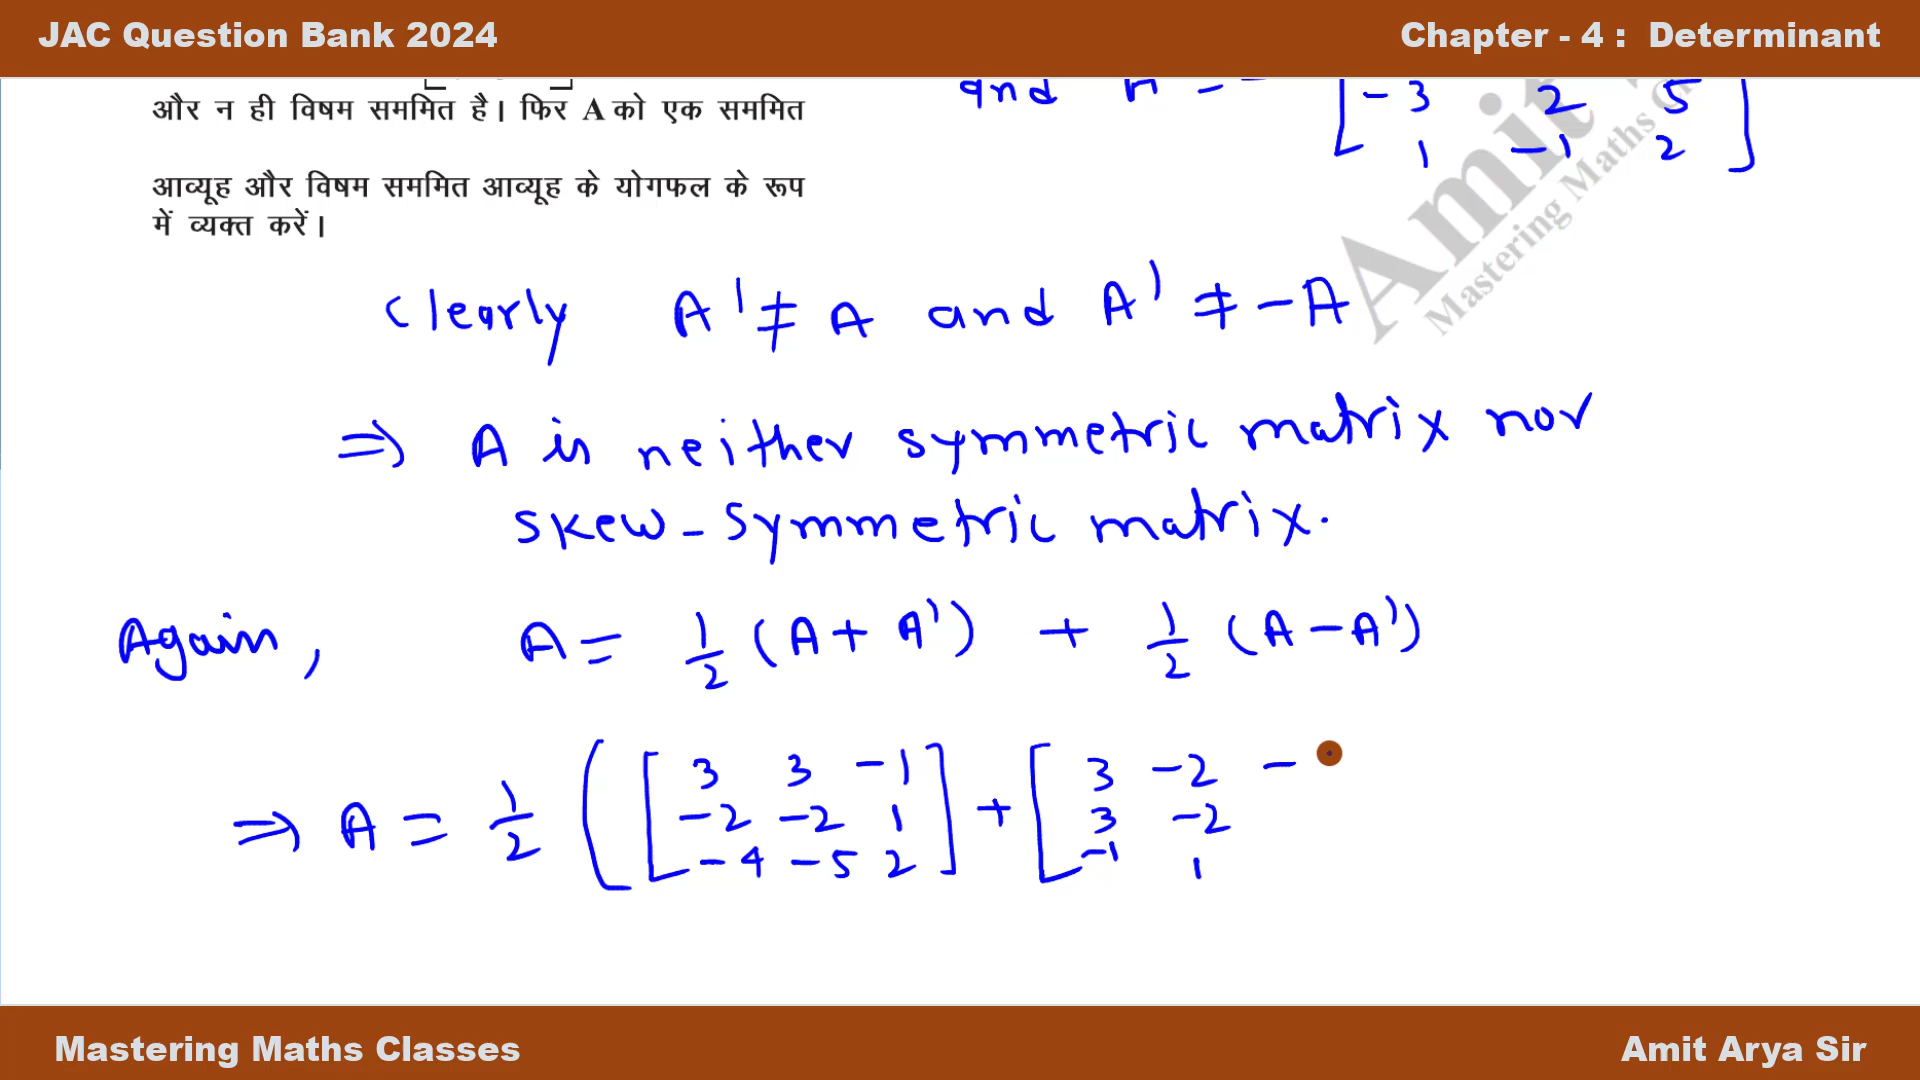 JAC Question Bank 2024
Chapter - 4 : Determinant
और न ही विषम सममित है। फिर A को एक सममित
आव्यूह और विषम सममित आव्यूह के योगफल के रूप
में व्यक्त करें।
and
-3 2 5
1 -1 2
Amit
Mastering Maths
Clearly A' ≠ A and A' ≠ -A
⇒ A is neither symmetric matrix nor
skew-symmetric matrix.
Again, A = 1/2 (A + A') + 1/2 (A - A')
⇒ A = 1/2 ( [ 3 3 -1 ] + [ 3 -2 -
-2 -2 1 3 -2
-4 -5 2 -1 1
Mastering Maths Classes
Amit Arya Sir